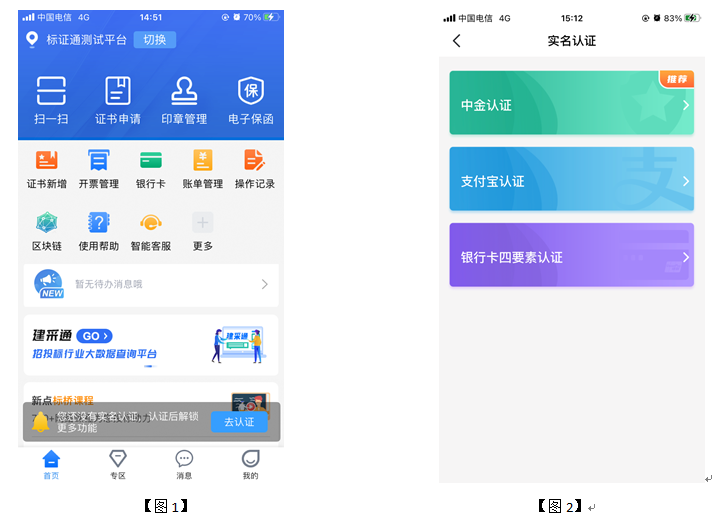 中国电信 4G 14:51 70%
标证通测试平台 切换
扫一扫 证书申请 印章管理 电子保函
保
证书新增 开票管理 银行卡 账单管理 操作记录
区块链 使用帮助 智能客服 更多
NEW 暂无待办消息哦
建采通 GO
招投标行业大数据查询平台
建采通
新点标桥课程
您还没有实名认证，认证后解锁
更多功能
去认证
首页 专区 消息 我的
【图 1】
中国电信 4G 15:12 83%
实名认证
推荐
中金认证
支付宝认证
支
银行卡四要素认证
【图 2】